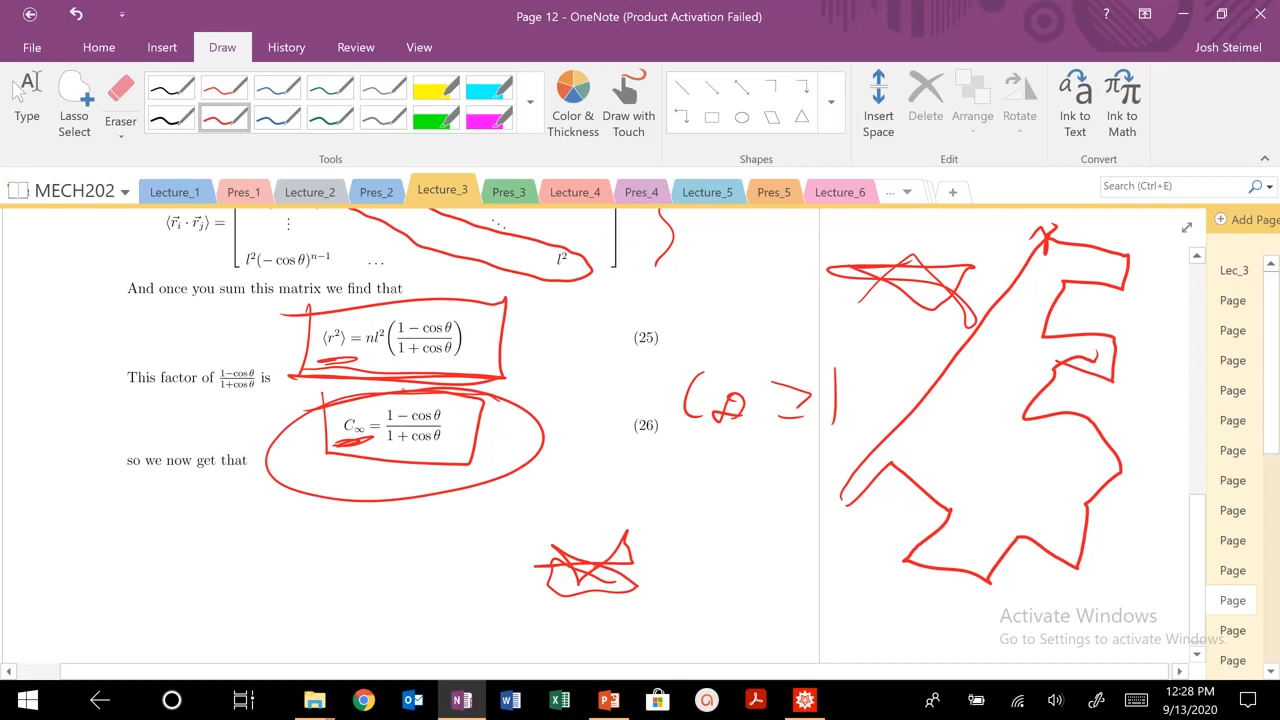 Page 12 - OneNote (Product Activation Failed)
File Home Insert Draw History Review View Josh Steimel
Type Lasso Select Eraser Color & Thickness Draw with Touch Insert Space Delete Arrange Rotate Ink to Text Ink to Math
Tools Shapes Edit Convert
MECH202 Lecture_1 Pres_1 Lecture_2 Pres_2 Lecture_3 Pres_3 Lecture_4 Pres_4 Lecture_5 Pres_5 Lecture_6 ... Search (Ctrl+E)
Add Page
⟨r⃗ᵢ · r⃗ⱼ⟩ = [ ⋮ ⋱
l²(− cos θ)ⁿ⁻¹ … l² ]
And once you sum this matrix we find that
⟨r²⟩ = nl² ( (1 − cos θ) / (1 + cos θ) ) (25)
This factor of (1−cos θ)/(1+cos θ) is
C∞ ≥ 1
C∞ = (1 − cos θ) / (1 + cos θ) (26)
so we now get that
Lec_3
Page
Page
Page
Page
Page
Page
Page
Page
Page
Page
Page
Page
Page
Activate Windows
Go to Settings to activate Windows.
12:28 PM
9/13/2020